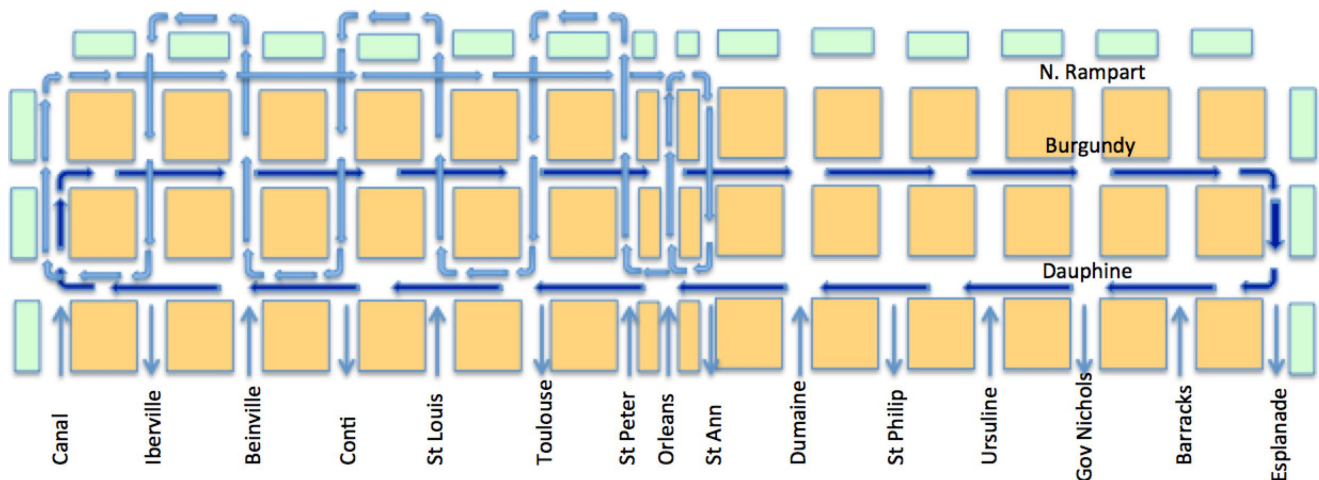 N. Rampart
Burgundy
Dauphine
Canal
Iberville
Beinville
Conti
St Louis
Toulouse
St Peter
Orleans
St Ann
Dumaine
St Philip
Ursuline
Gov Nichols
Barracks
Esplanade